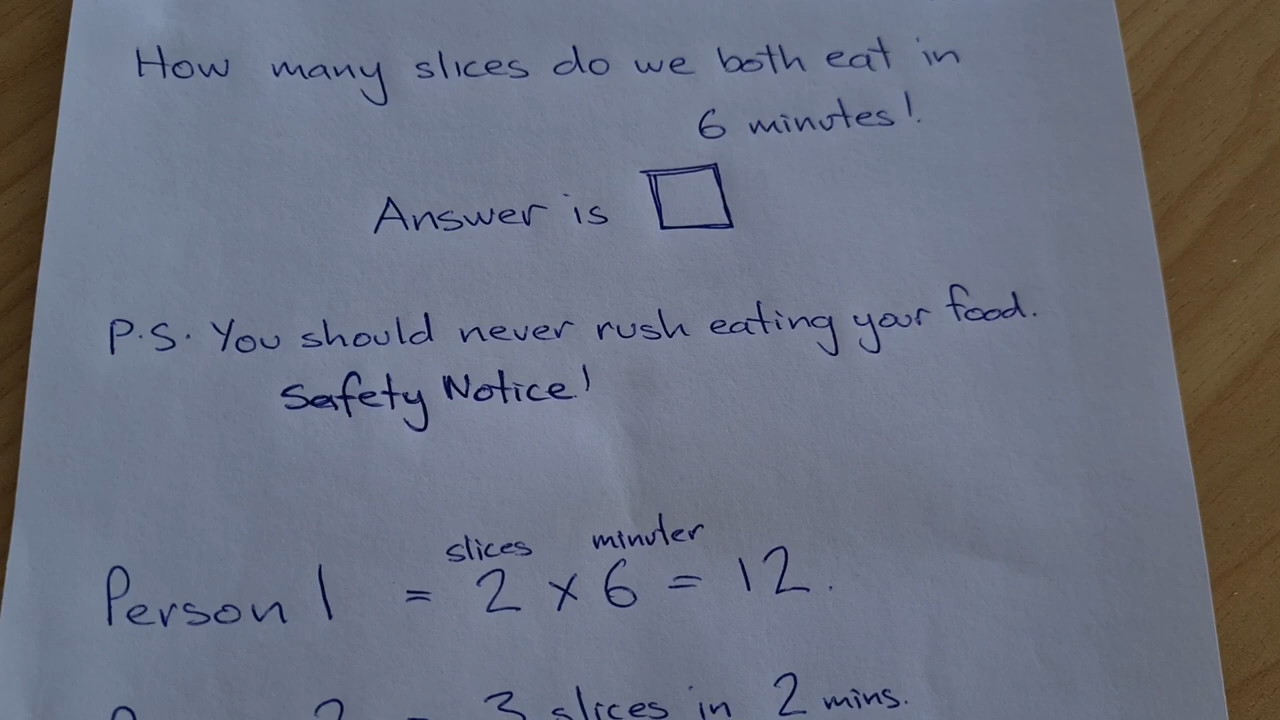 How many slices do we both eat in
6 minutes!
Answer is
P.S. You should never rush eating your food.
Safety Notice!
slices minutes
Person 1 = 2 x 6 = 12.
2 = 3 slices in 2 mins.